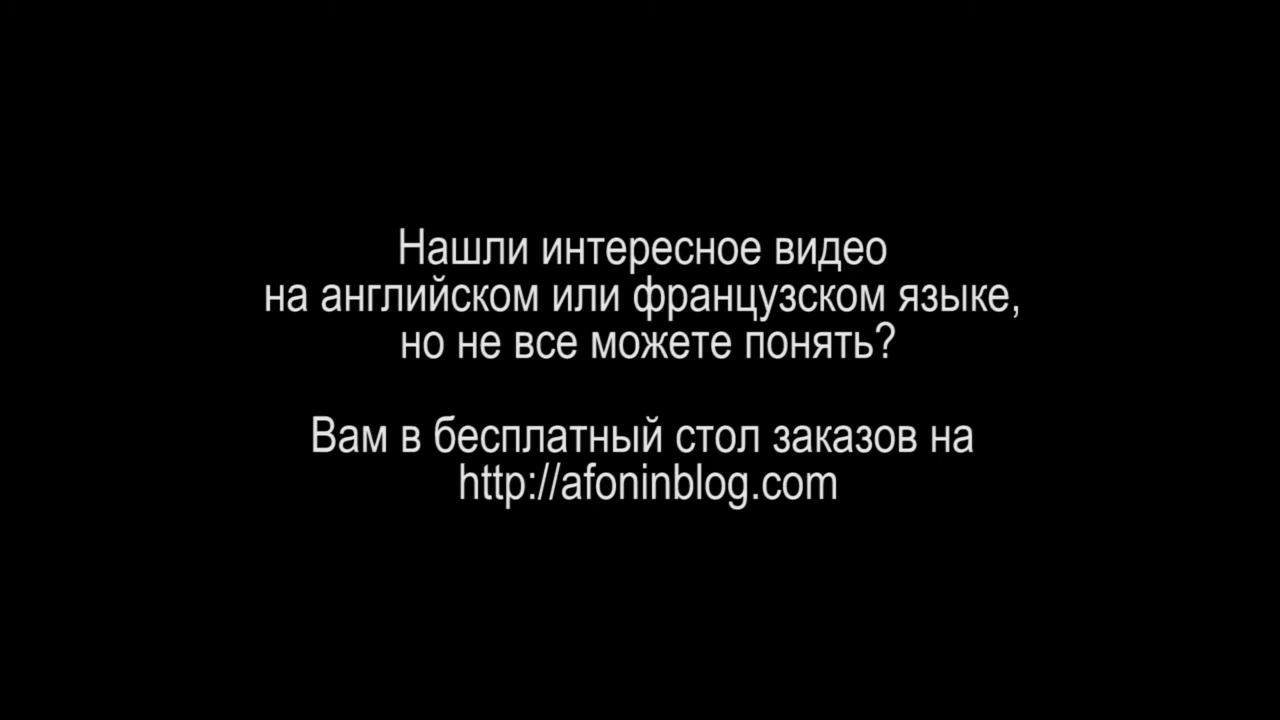 Нашли интересное видео
на английском или французском языке,
но не все можете понять?
Вам в бесплатный стол заказов на
http://afoninblog.com